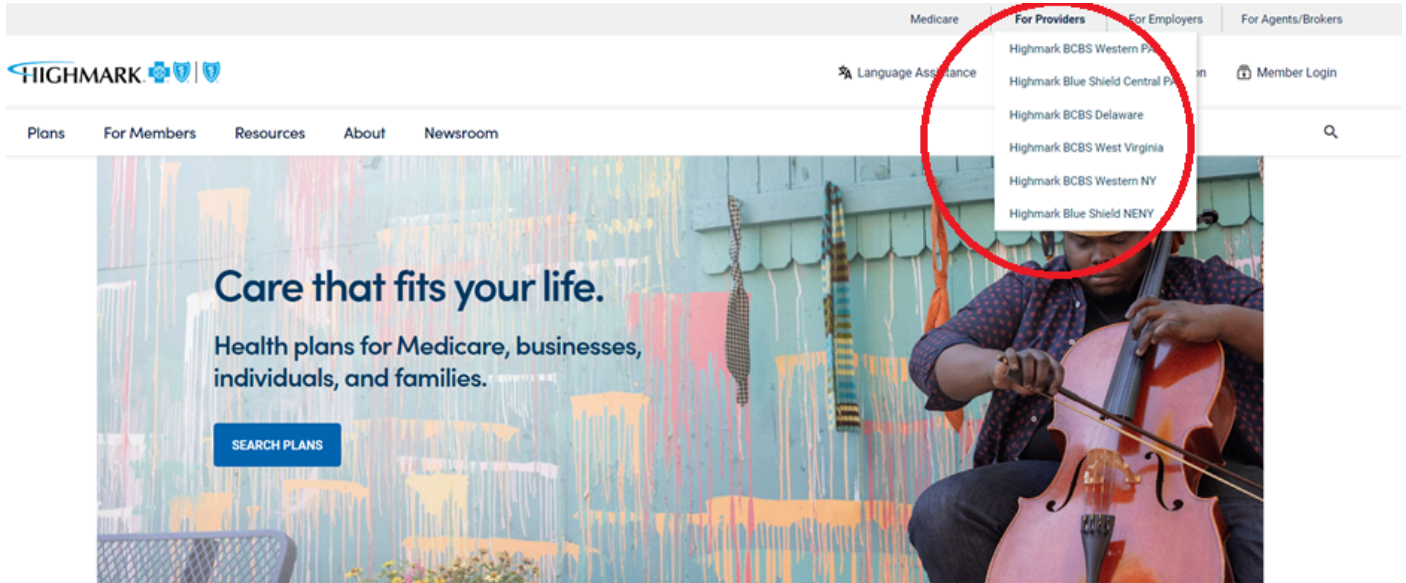 Medicare
For Providers
For Employers
For Agents/Brokers
Highmark BCBS Western PA
HIGHMARK
Language Assistance
Highmark Blue Shield Central PA
Member Login
Highmark BCBS Delaware
Plans
For Members
Resources
About
Newsroom
Highmark BCBS West Virginia
Highmark BCBS Western NY
Highmark Blue Shield NENY
Care that fits your life.
Health plans for Medicare, businesses,
individuals, and families.
SEARCH PLANS